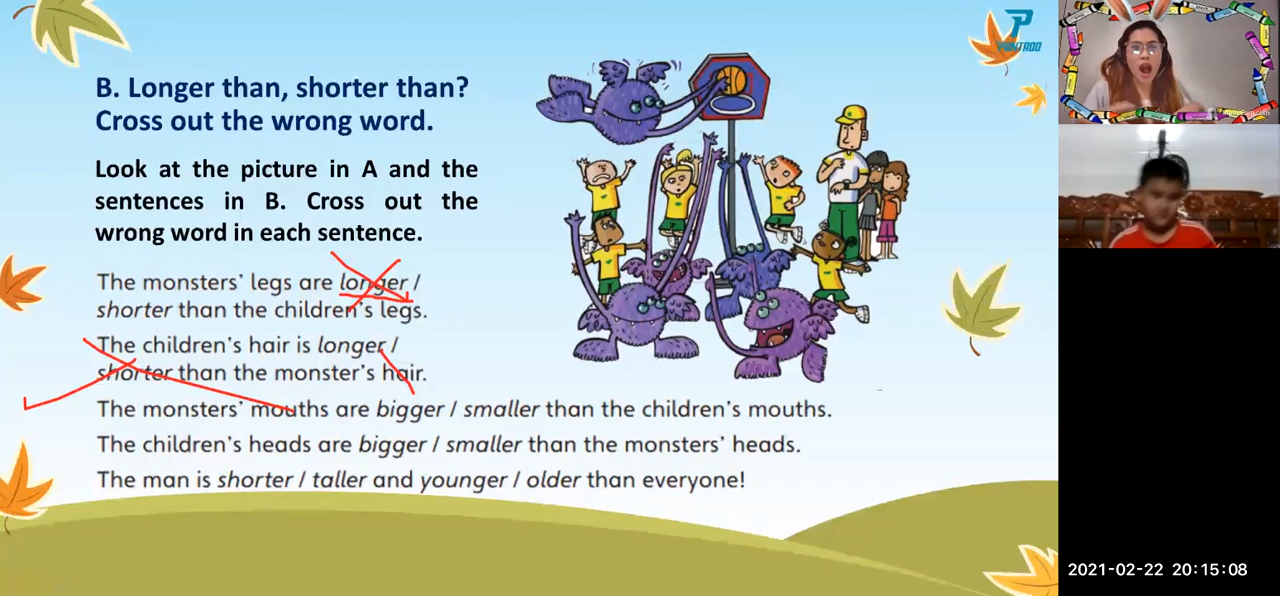 B. Longer than, shorter than?
Cross out the wrong word.
Look at the picture in A and the
sentences in B. Cross out the
wrong word in each sentence.
The monsters' legs are longer /
shorter than the children's legs.
The children's hair is longer /
shorter than the monster's hair.
The monsters' mouths are bigger / smaller than the children's mouths.
The children's heads are bigger / smaller than the monsters' heads.
The man is shorter / taller and younger / older than everyone!
2021-02-22 20:15:08